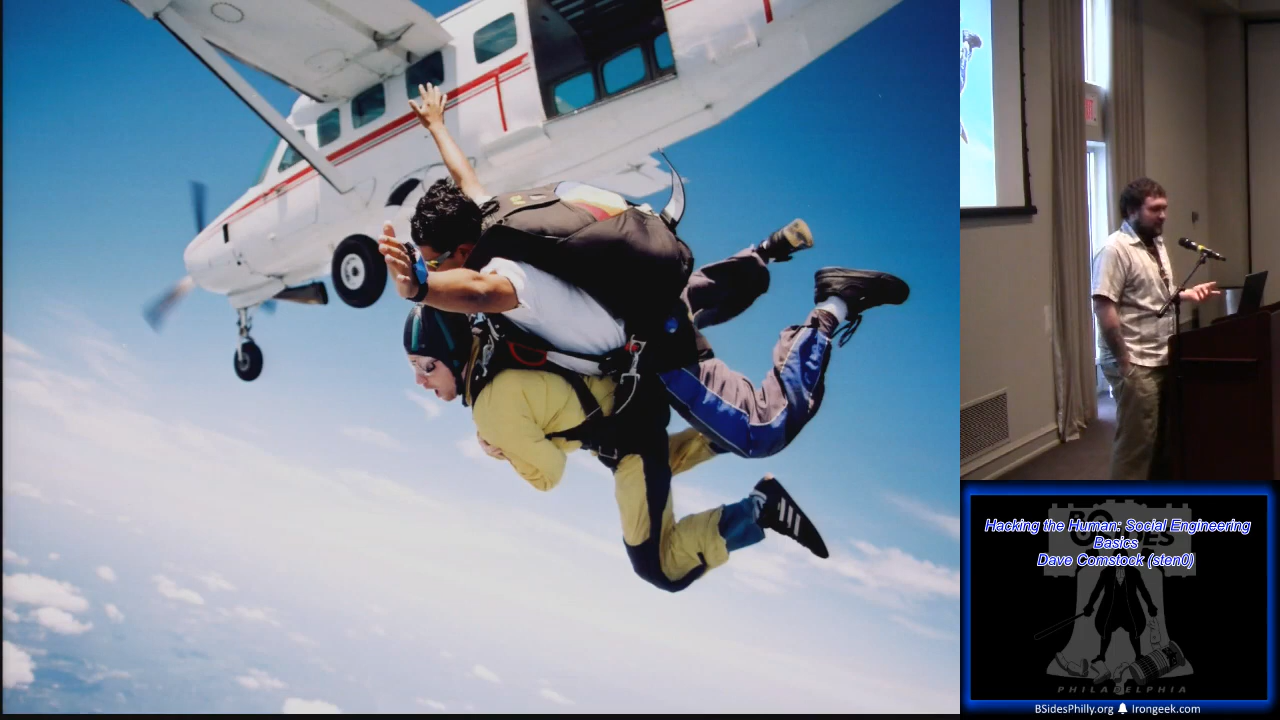 Hacking the Human: Social Engineering
Basics
Dave Comstock (sten0)
PHILADELPHIA
BSidesPhilly.org Irongeek.com